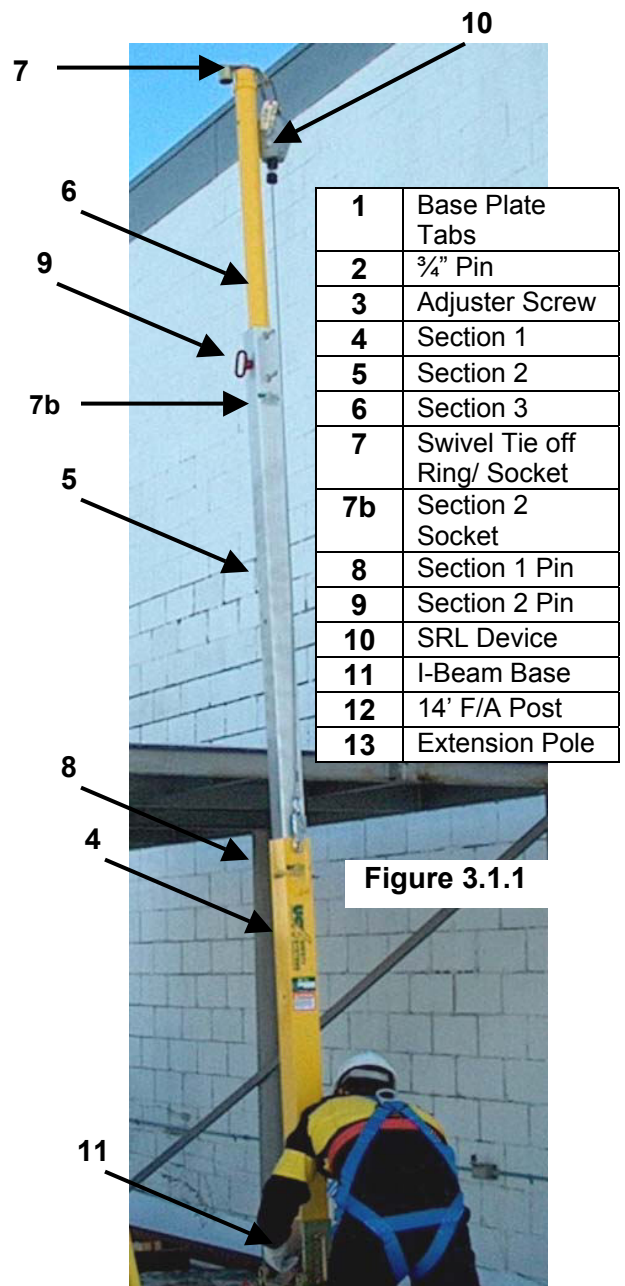 10
7
6
9
7b
5
8
4
11
1 Base Plate
Tabs
2 ¾” Pin
3 Adjuster Screw
4 Section 1
5 Section 2
6 Section 3
7 Swivel Tie off
Ring/ Socket
7b Section 2
Socket
8 Section 1 Pin
9 Section 2 Pin
10 SRL Device
11 I-Beam Base
12 14’ F/A Post
13 Extension Pole
Figure 3.1.1